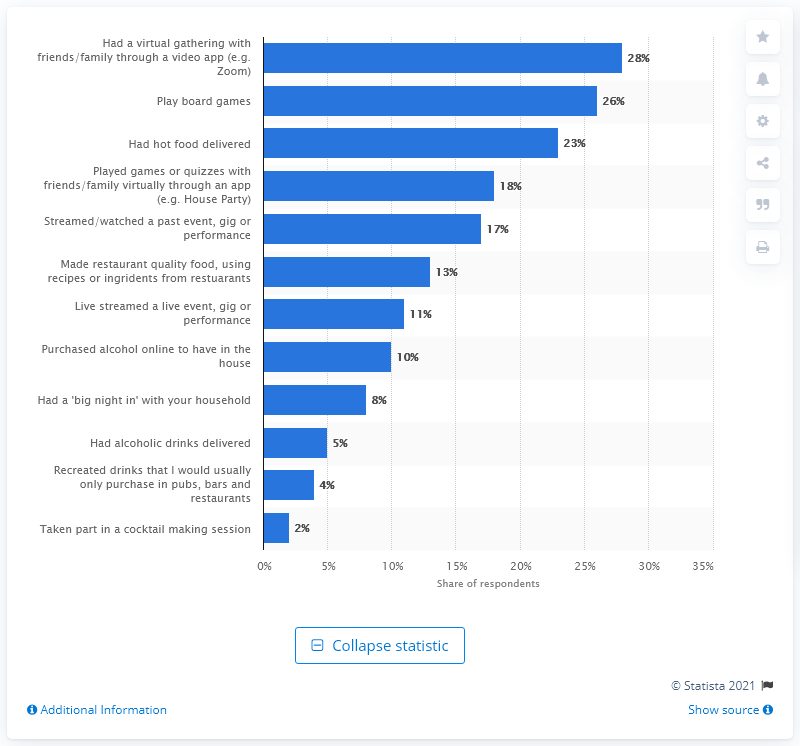 Had a virtual gathering with
friends/family through a video app (e.g.
Zoom)
28%
Play board games
26%
Had hot food delivered
23%
Played games or quizzes with
friends/family virtually through an app
(e.g. House Party)
18%
Streamed/watched a past event, gig or
performance
17%
Made restaurant quality food, using
recipes or ingridents from restuarants
13%
Live streamed a live event, gig or
performance
11%
Purchased alcohol online to have in the
house
10%
Had a 'big night in' with your household
8%
Had alcoholic drinks delivered
5%
Recreated drinks that I would usually
only purchase in pubs, bars and
restaurants
4%
Taken part in a cocktail making session
2%
0% 5% 10% 15% 20% 25% 30% 35%
Share of respondents
Collapse statistic
© Statista 2021
Additional Information
Show source